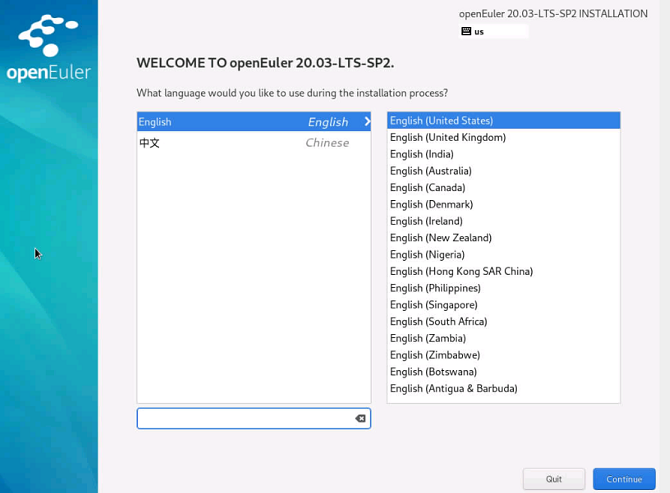 openEuler 20.03-LTS-SP2 INSTALLATION
us
openEuler
WELCOME TO openEuler 20.03-LTS-SP2.
What language would you like to use during the installation process?
English English
中文 Chinese
English (United States)
English (United Kingdom)
English (India)
English (Australia)
English (Canada)
English (Denmark)
English (Ireland)
English (New Zealand)
English (Nigeria)
English (Hong Kong SAR China)
English (Philippines)
English (Singapore)
English (South Africa)
English (Zambia)
English (Zimbabwe)
English (Botswana)
English (Antigua & Barbuda)
Quit
Continue